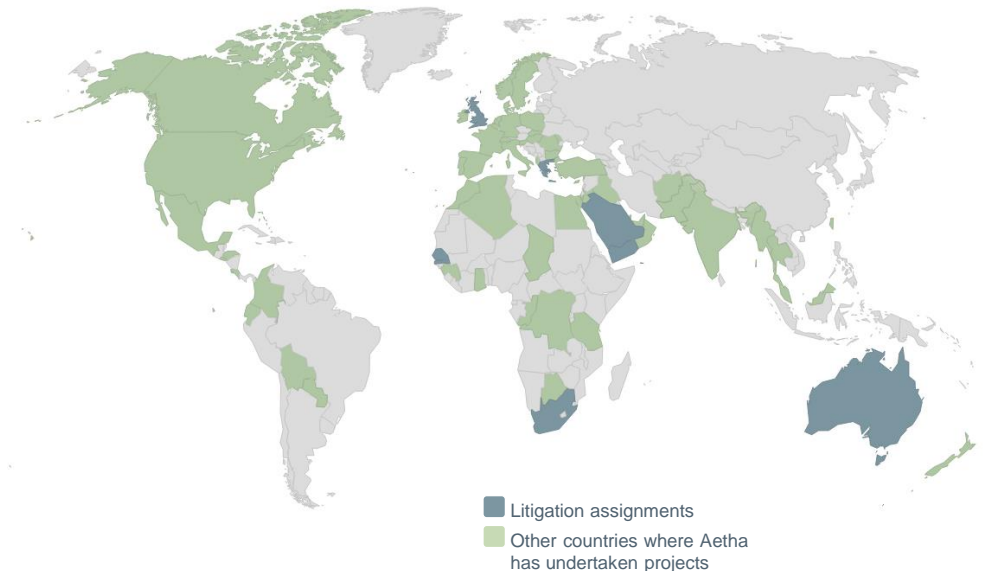 Litigation assignments
Other countries where Aetha
has undertaken projects